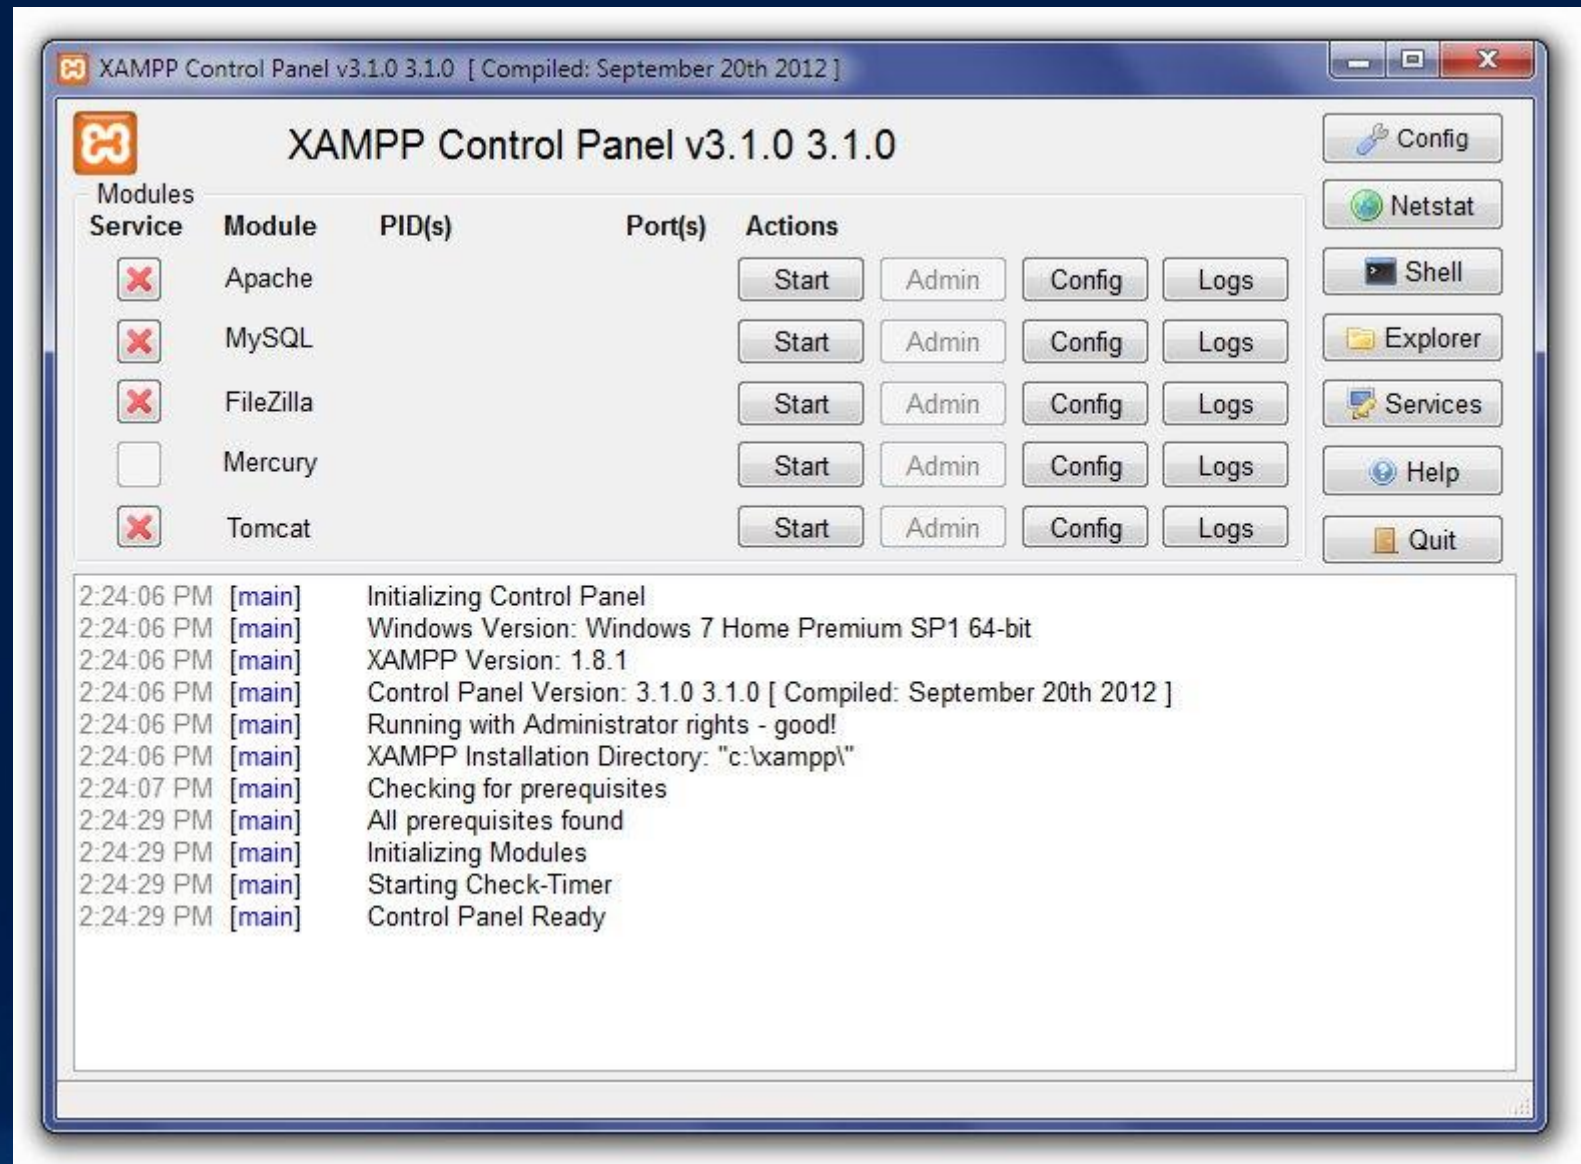 XAMPP Control Panel v3.1.0 3.1.0 [ Compiled: September 20th 2012 ]
XAMPP Control Panel v3.1.0 3.1.0
Config
Modules
Netstat
Service Module PID(s) Port(s) Actions
Apache Start Admin Config Logs
Shell
MySQL Start Admin Config Logs
Explorer
FileZilla Start Admin Config Logs
Services
Mercury Start Admin Config Logs
Help
Tomcat Start Admin Config Logs
Quit
2:24:06 PM [main] Initializing Control Panel
2:24:06 PM [main] Windows Version: Windows 7 Home Premium SP1 64-bit
2:24:06 PM [main] XAMPP Version: 1.8.1
2:24:06 PM [main] Control Panel Version: 3.1.0 3.1.0 [ Compiled: September 20th 2012 ]
2:24:06 PM [main] Running with Administrator rights - good!
2:24:06 PM [main] XAMPP Installation Directory: "c:\xampp\"
2:24:07 PM [main] Checking for prerequisites
2:24:29 PM [main] All prerequisites found
2:24:29 PM [main] Initializing Modules
2:24:29 PM [main] Starting Check-Timer
2:24:29 PM [main] Control Panel Ready